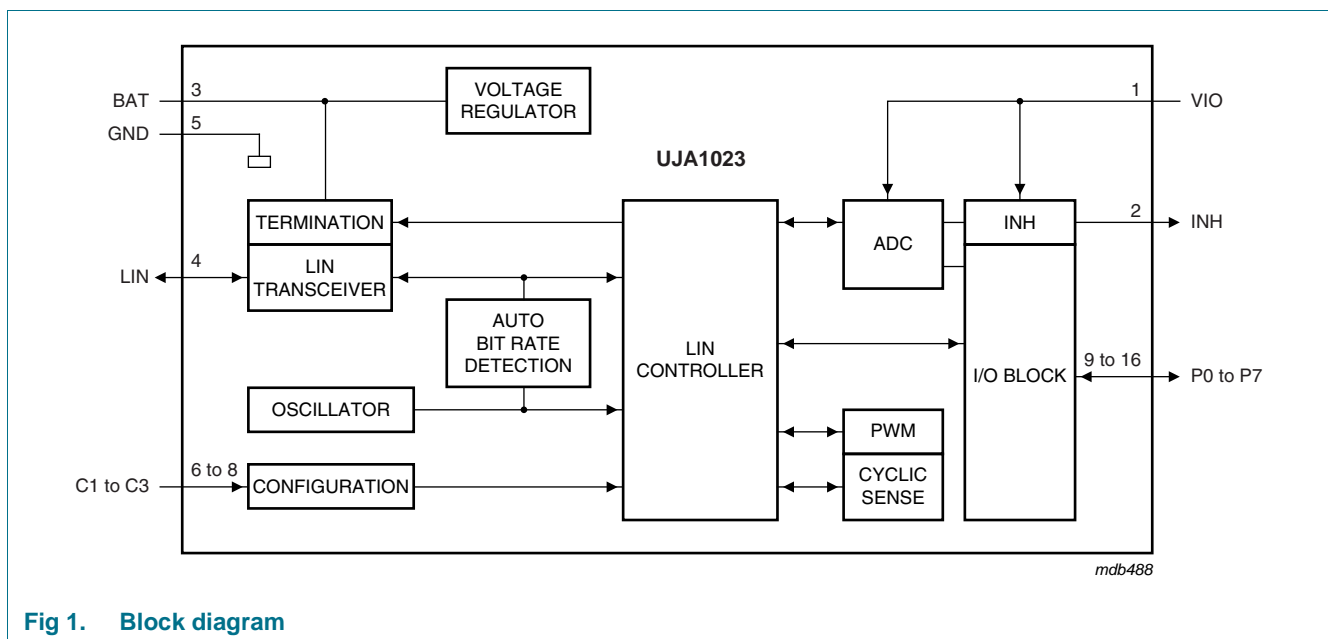 BAT
3
VOLTAGE
REGULATOR
1
VIO
GND
5
UJA1023
TERMINATION
ADC
INH
2
INH
LIN
4
LIN
TRANSCEIVER
AUTO
BIT RATE
DETECTION
LIN
CONTROLLER
I/O BLOCK
9 to 16
P0 to P7
OSCILLATOR
PWM
C1 to C3
6 to 8
CONFIGURATION
CYCLIC
SENSE
mdb488
Fig 1. Block diagram